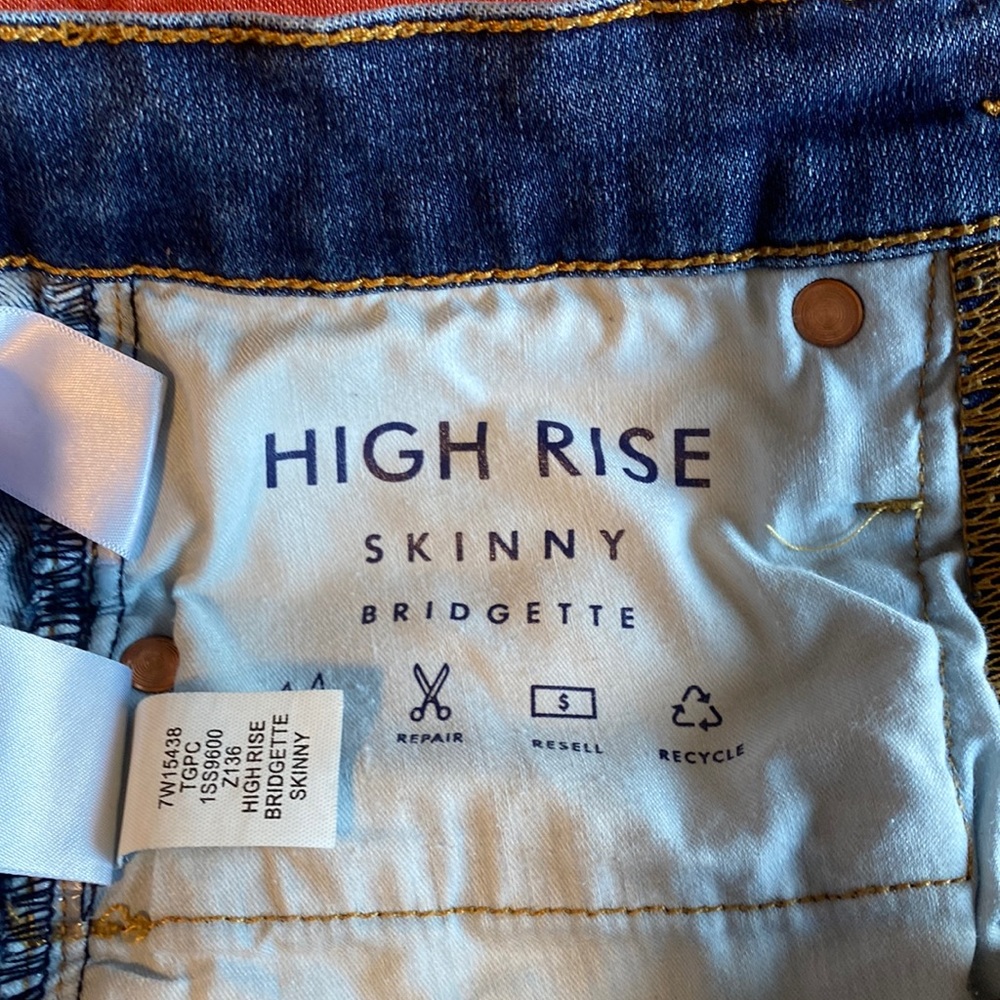 HIGH RISE
SKINNY
BRIDGETTE
REPAIR
RESELL
RECYCLE
7W15438
TGPC
1SS9600
Z136
HIGH RISE
BRIDGETTE
SKINNY